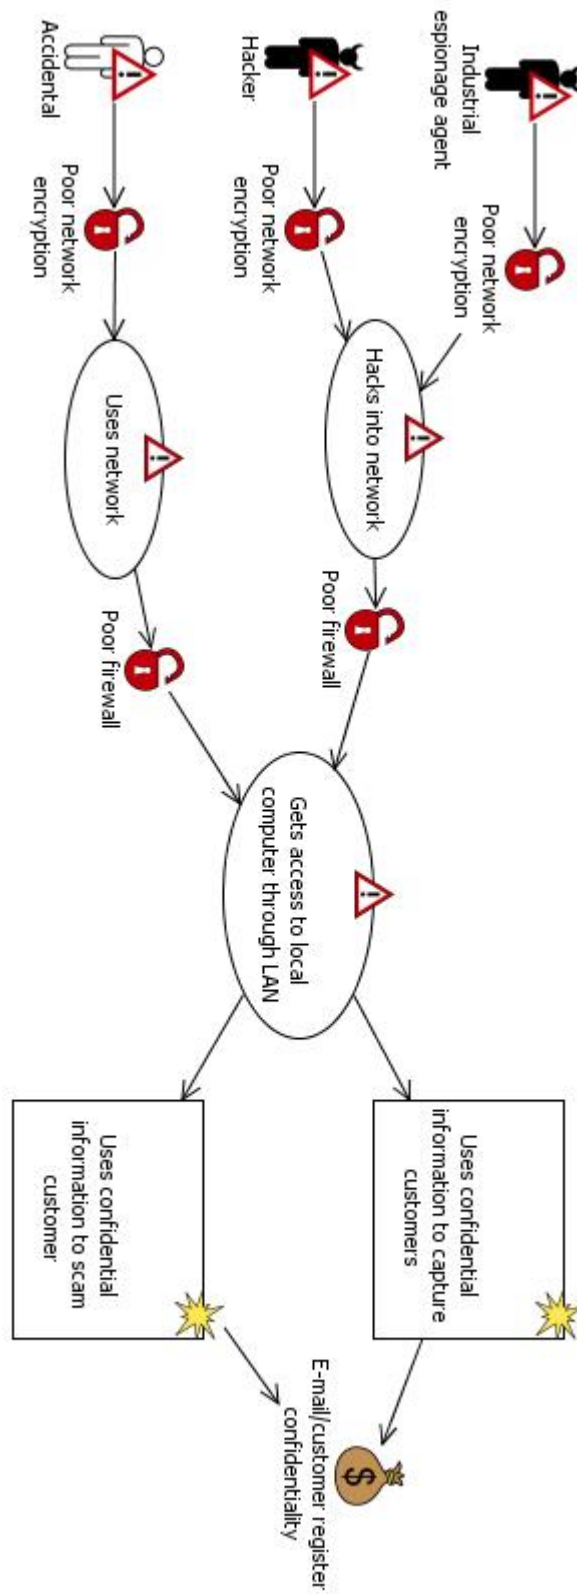 Industrial
espionage agent
Poor network
encryption
Hacker
Poor network
encryption
Hacks into network
Poor firewall
Accidental
Poor network
encryption
Uses network
Poor firewall
Gets access to local
computer through LAN
Uses confidential
information to capture
customers
Uses confidential
information to scam
customer
$
E-mail/customer register
confidentiality